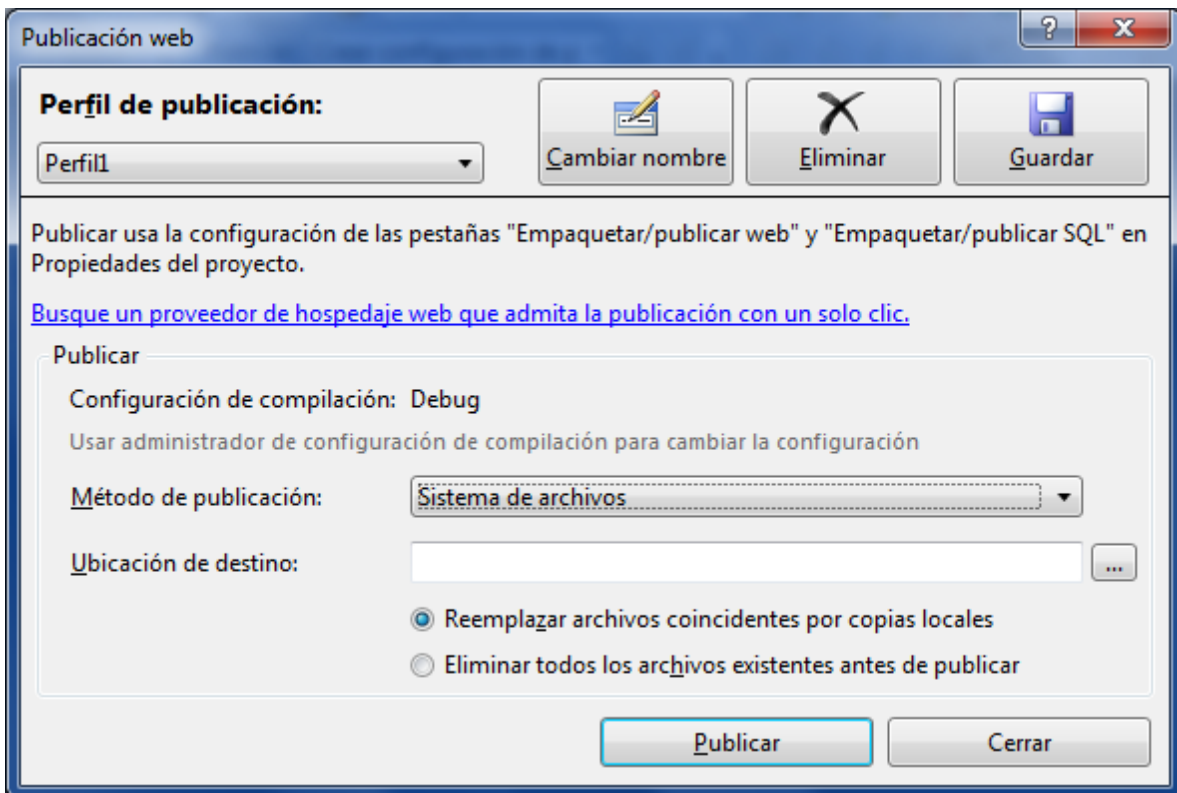 Publicación web
Perfil de publicación:
Perfil1
Cambiar nombre
Eliminar
Guardar
Publicar usa la configuración de las pestañas "Empaquetar/publicar web" y "Empaquetar/publicar SQL" en
Propiedades del proyecto.
Busque un proveedor de hospedaje web que admita la publicación con un solo clic.
Publicar
Configuración de compilación: Debug
Usar administrador de configuración de compilación para cambiar la configuración
Método de publicación: Sistema de archivos
Ubicación de destino: ...
Reemplazar archivos coincidentes por copias locales
Eliminar todos los archivos existentes antes de publicar
Publicar
Cerrar